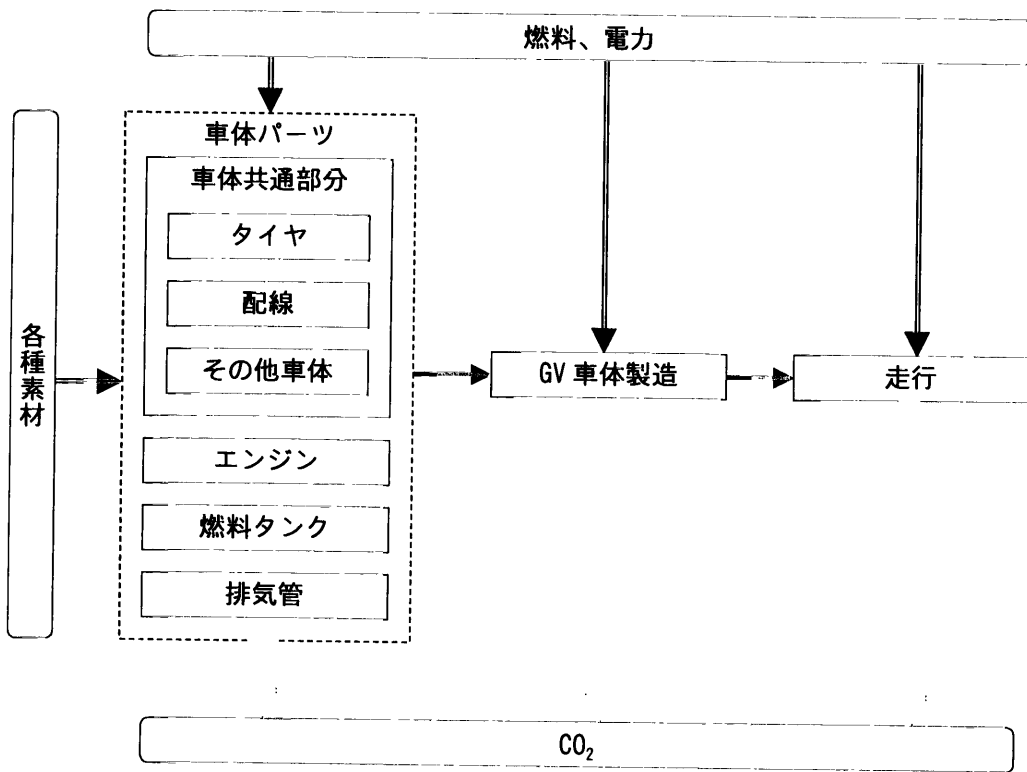 燃料、電力
各種素材
車体パーツ
車体共通部分
タイヤ
配線
その他車体
エンジン
燃料タンク
排気管
GV 車体製造
走行
CO₂